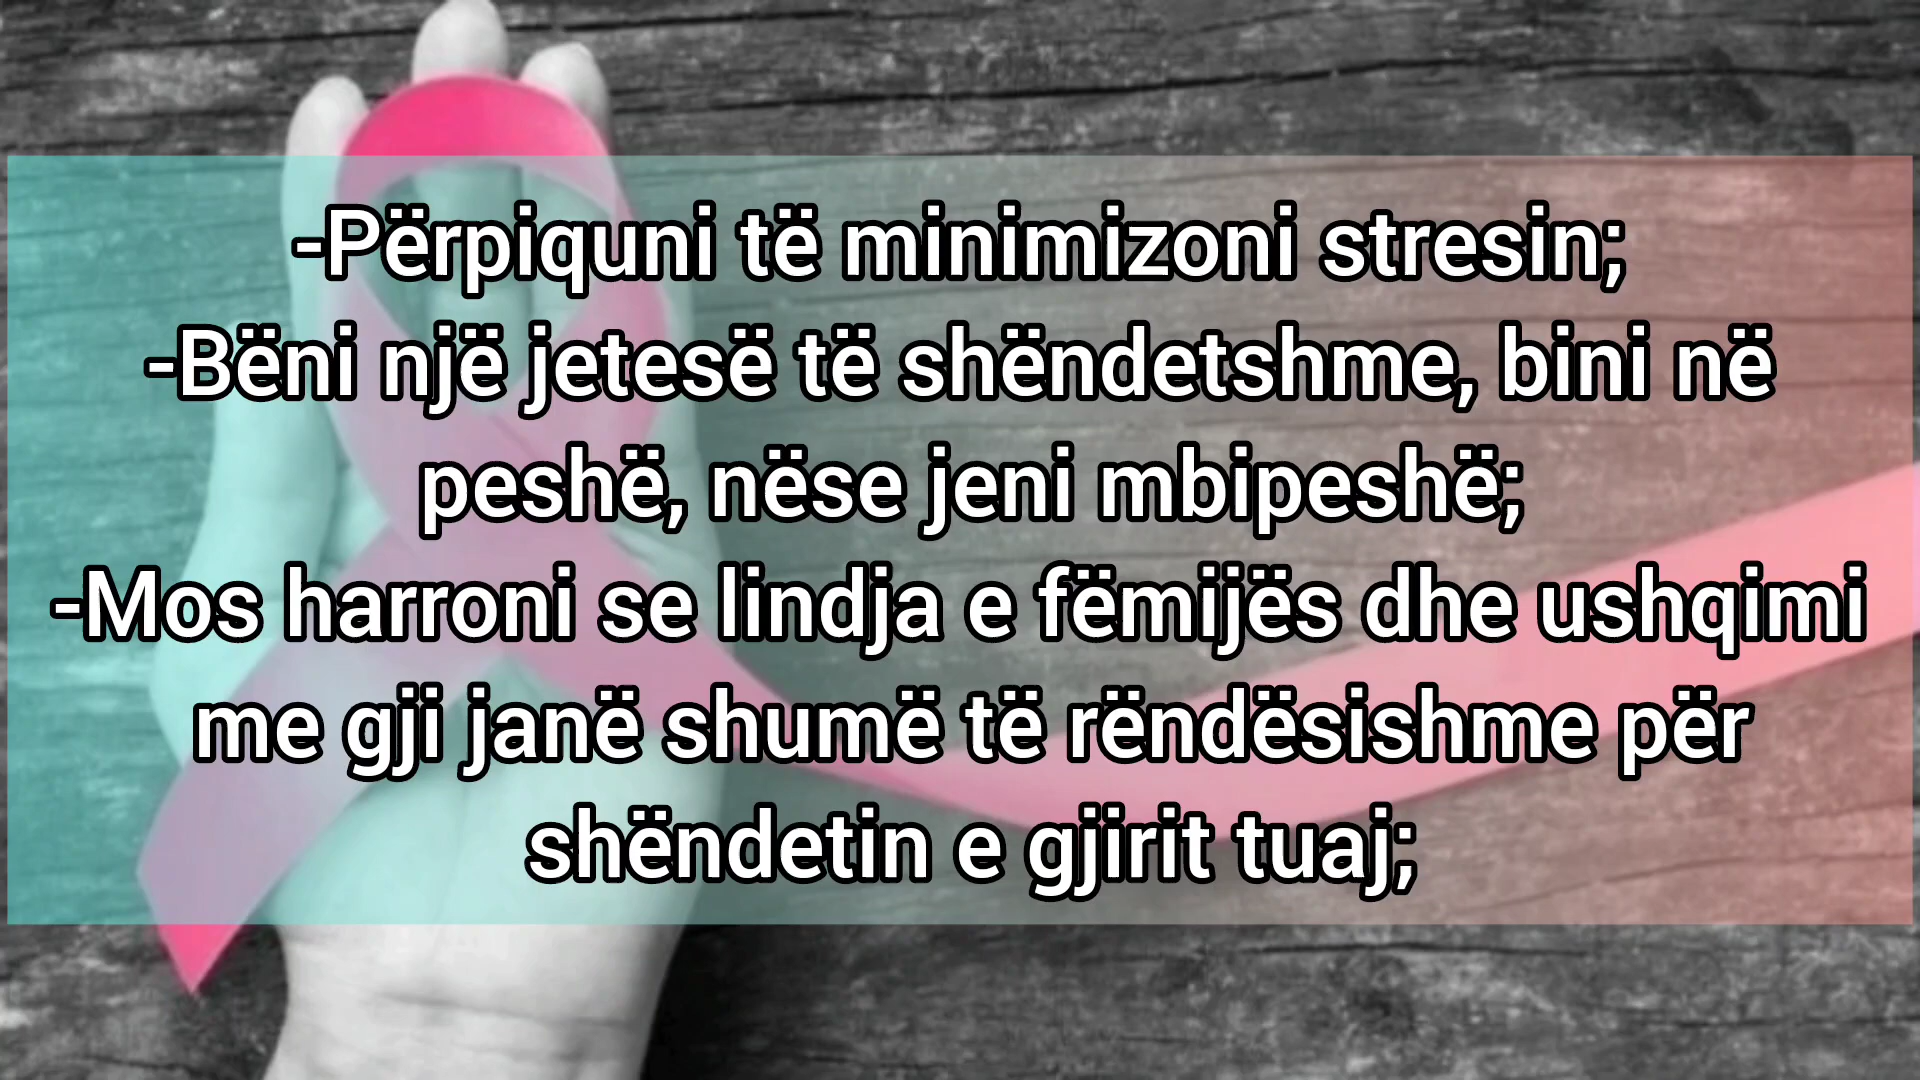 -Përpiquni të minimizoni stresin;
-Bëni një jetesë të shëndetshme, bini në
peshë, nëse jeni mbipeshë;
-Mos harroni se lindja e fëmijës dhe ushqimi
me gji janë shumë të rëndësishme për
shëndetin e gjirit tuaj;